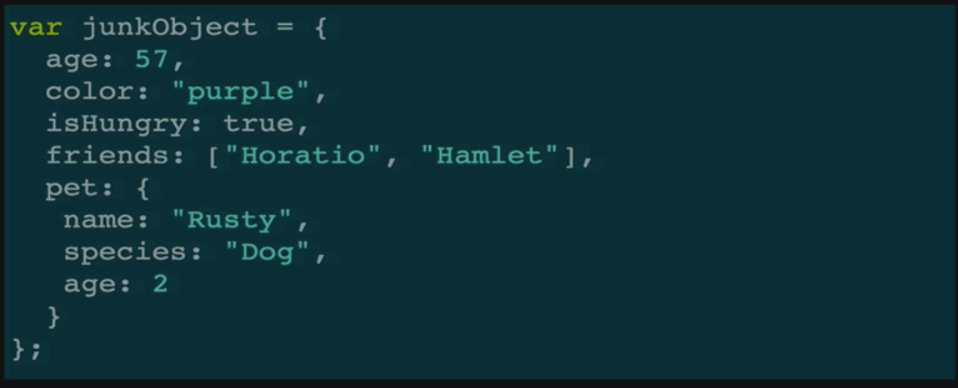 var junkObject = {
  age: 57,
  color: "purple",
  isHungry: true,
  friends: ["Horatio", "Hamlet"],
  pet: {
   name: "Rusty",
   species: "Dog",
   age: 2
  }
};